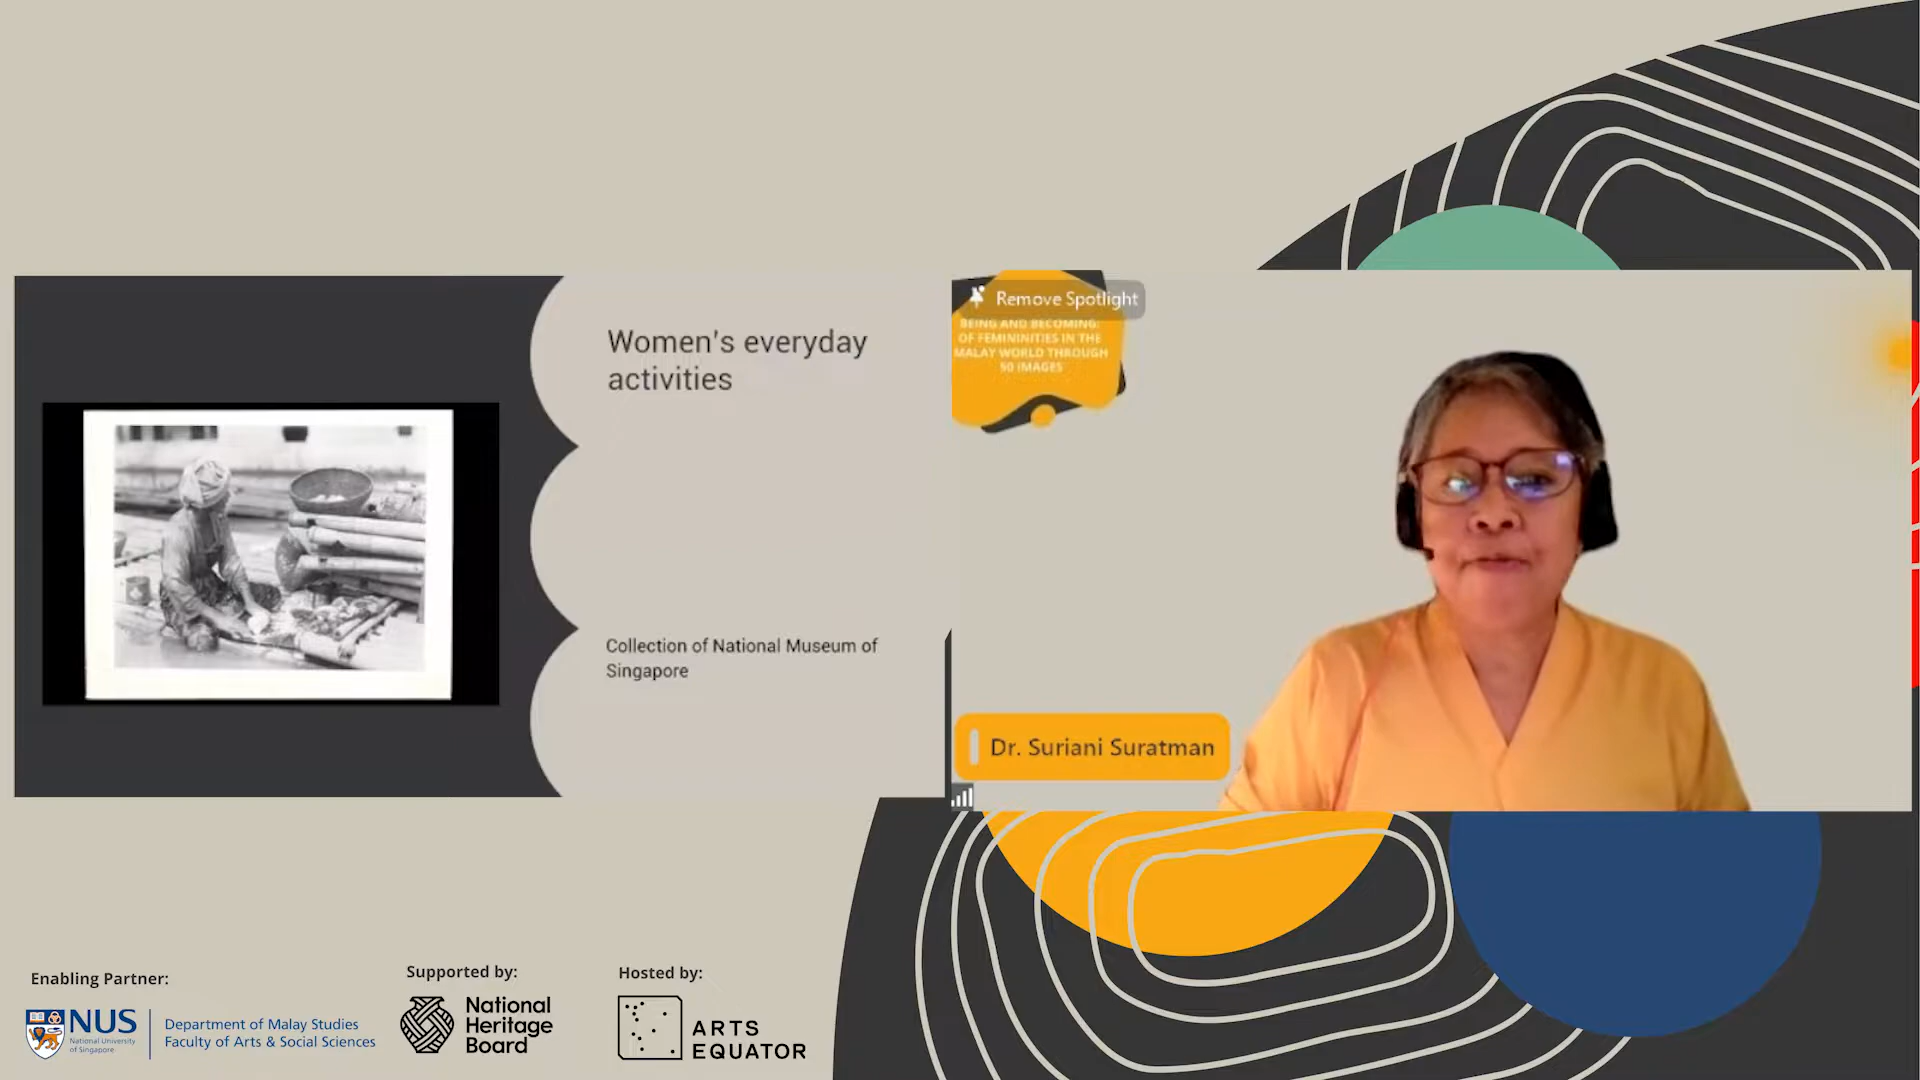 Women's everyday
activities
Collection of National Museum of
Singapore
Remove Spotlight
BEING AND BECOMING:
OF FEMININITIES IN THE
MALAY WORLD THROUGH
50 IMAGES
Dr. Suriani Suratman
Enabling Partner:
NUS
National University
of Singapore
Department of Malay Studies
Faculty of Arts & Social Sciences
Supported by:
National
Heritage
Board
Hosted by:
ARTS
EQUATOR